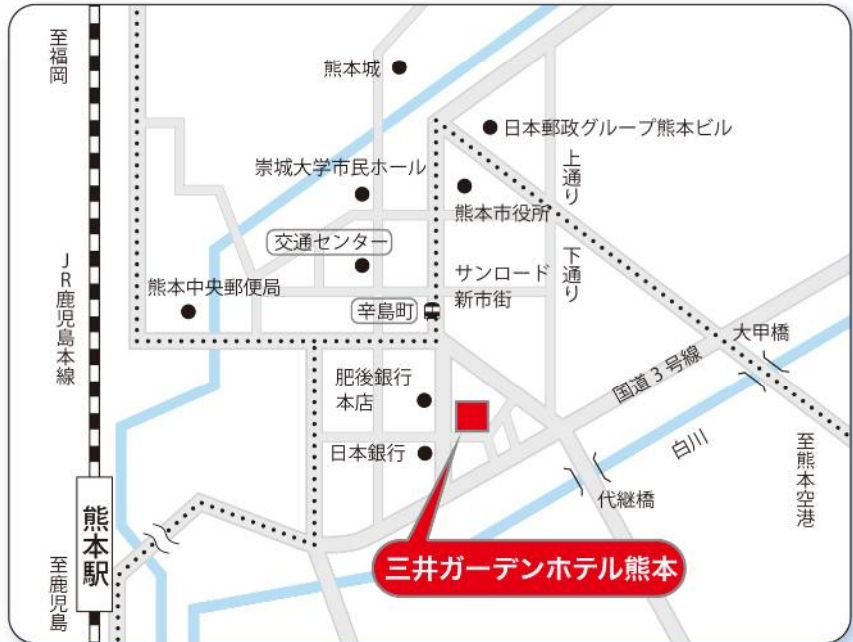 至福岡
熊本城
日本郵政グループ熊本ビル
崇城大学市民ホール
上通り
熊本市役所
交通センター
下通り
JR鹿児島本線
熊本中央郵便局
サンロード
新市街
辛島町
大甲橋
国道3号線
肥後銀行
本店
日本銀行
白川
至熊本空港
代継橋
熊本駅
三井ガーデンホテル熊本
至鹿児島